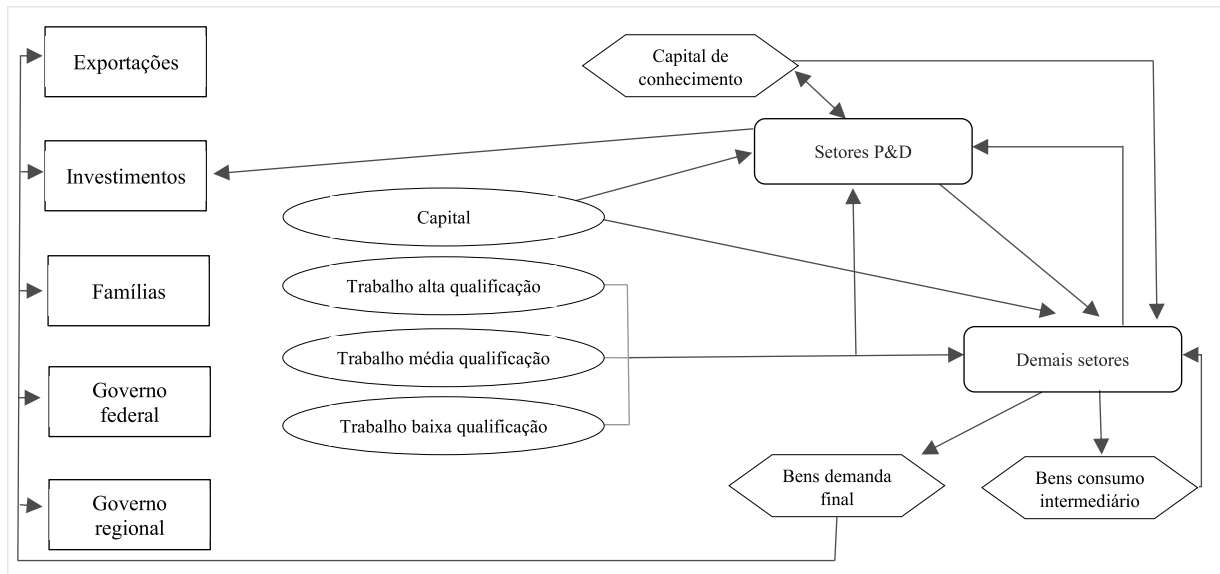 Exportações
Investimentos
Famílias
Governo
federal
Governo
regional
Capital de
conhecimento
Setores P&D
Capital
Trabalho alta qualificação
Trabalho média qualificação
Trabalho baixa qualificação
Demais setores
Bens demanda
final
Bens consumo
intermediário